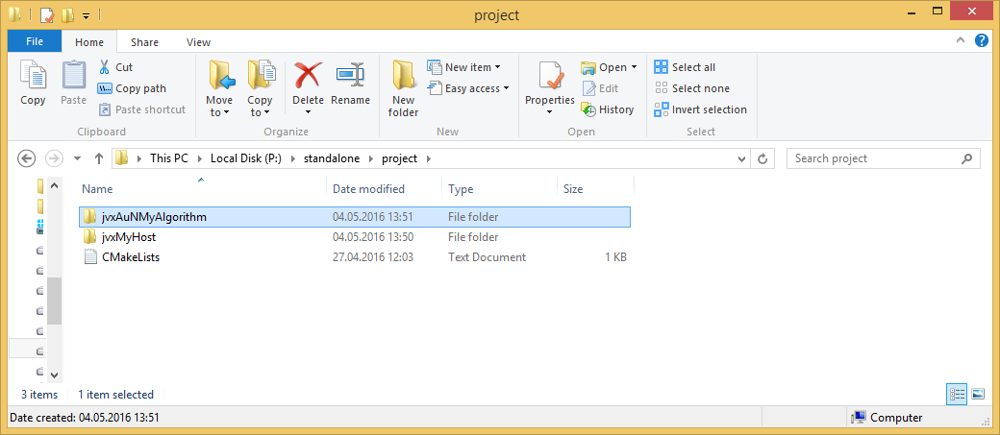 project
File Home Share View
Copy Paste Cut Copy path Paste shortcut Clipboard
Move to Copy to Delete Rename Organize
New folder New item Easy access New
Properties Open Edit History Open
Select all Select none Invert selection Select
This PC Local Disk (P:) standalone project Search project
Name Date modified Type Size
jvxAuNMyAlgorithm 04.05.2016 13:51 File folder
jvxMyHost 04.05.2016 13:50 File folder
CMakeLists 27.04.2016 12:03 Text Document 1 KB
3 items 1 item selected
Date created: 04.05.2016 13:51 Computer